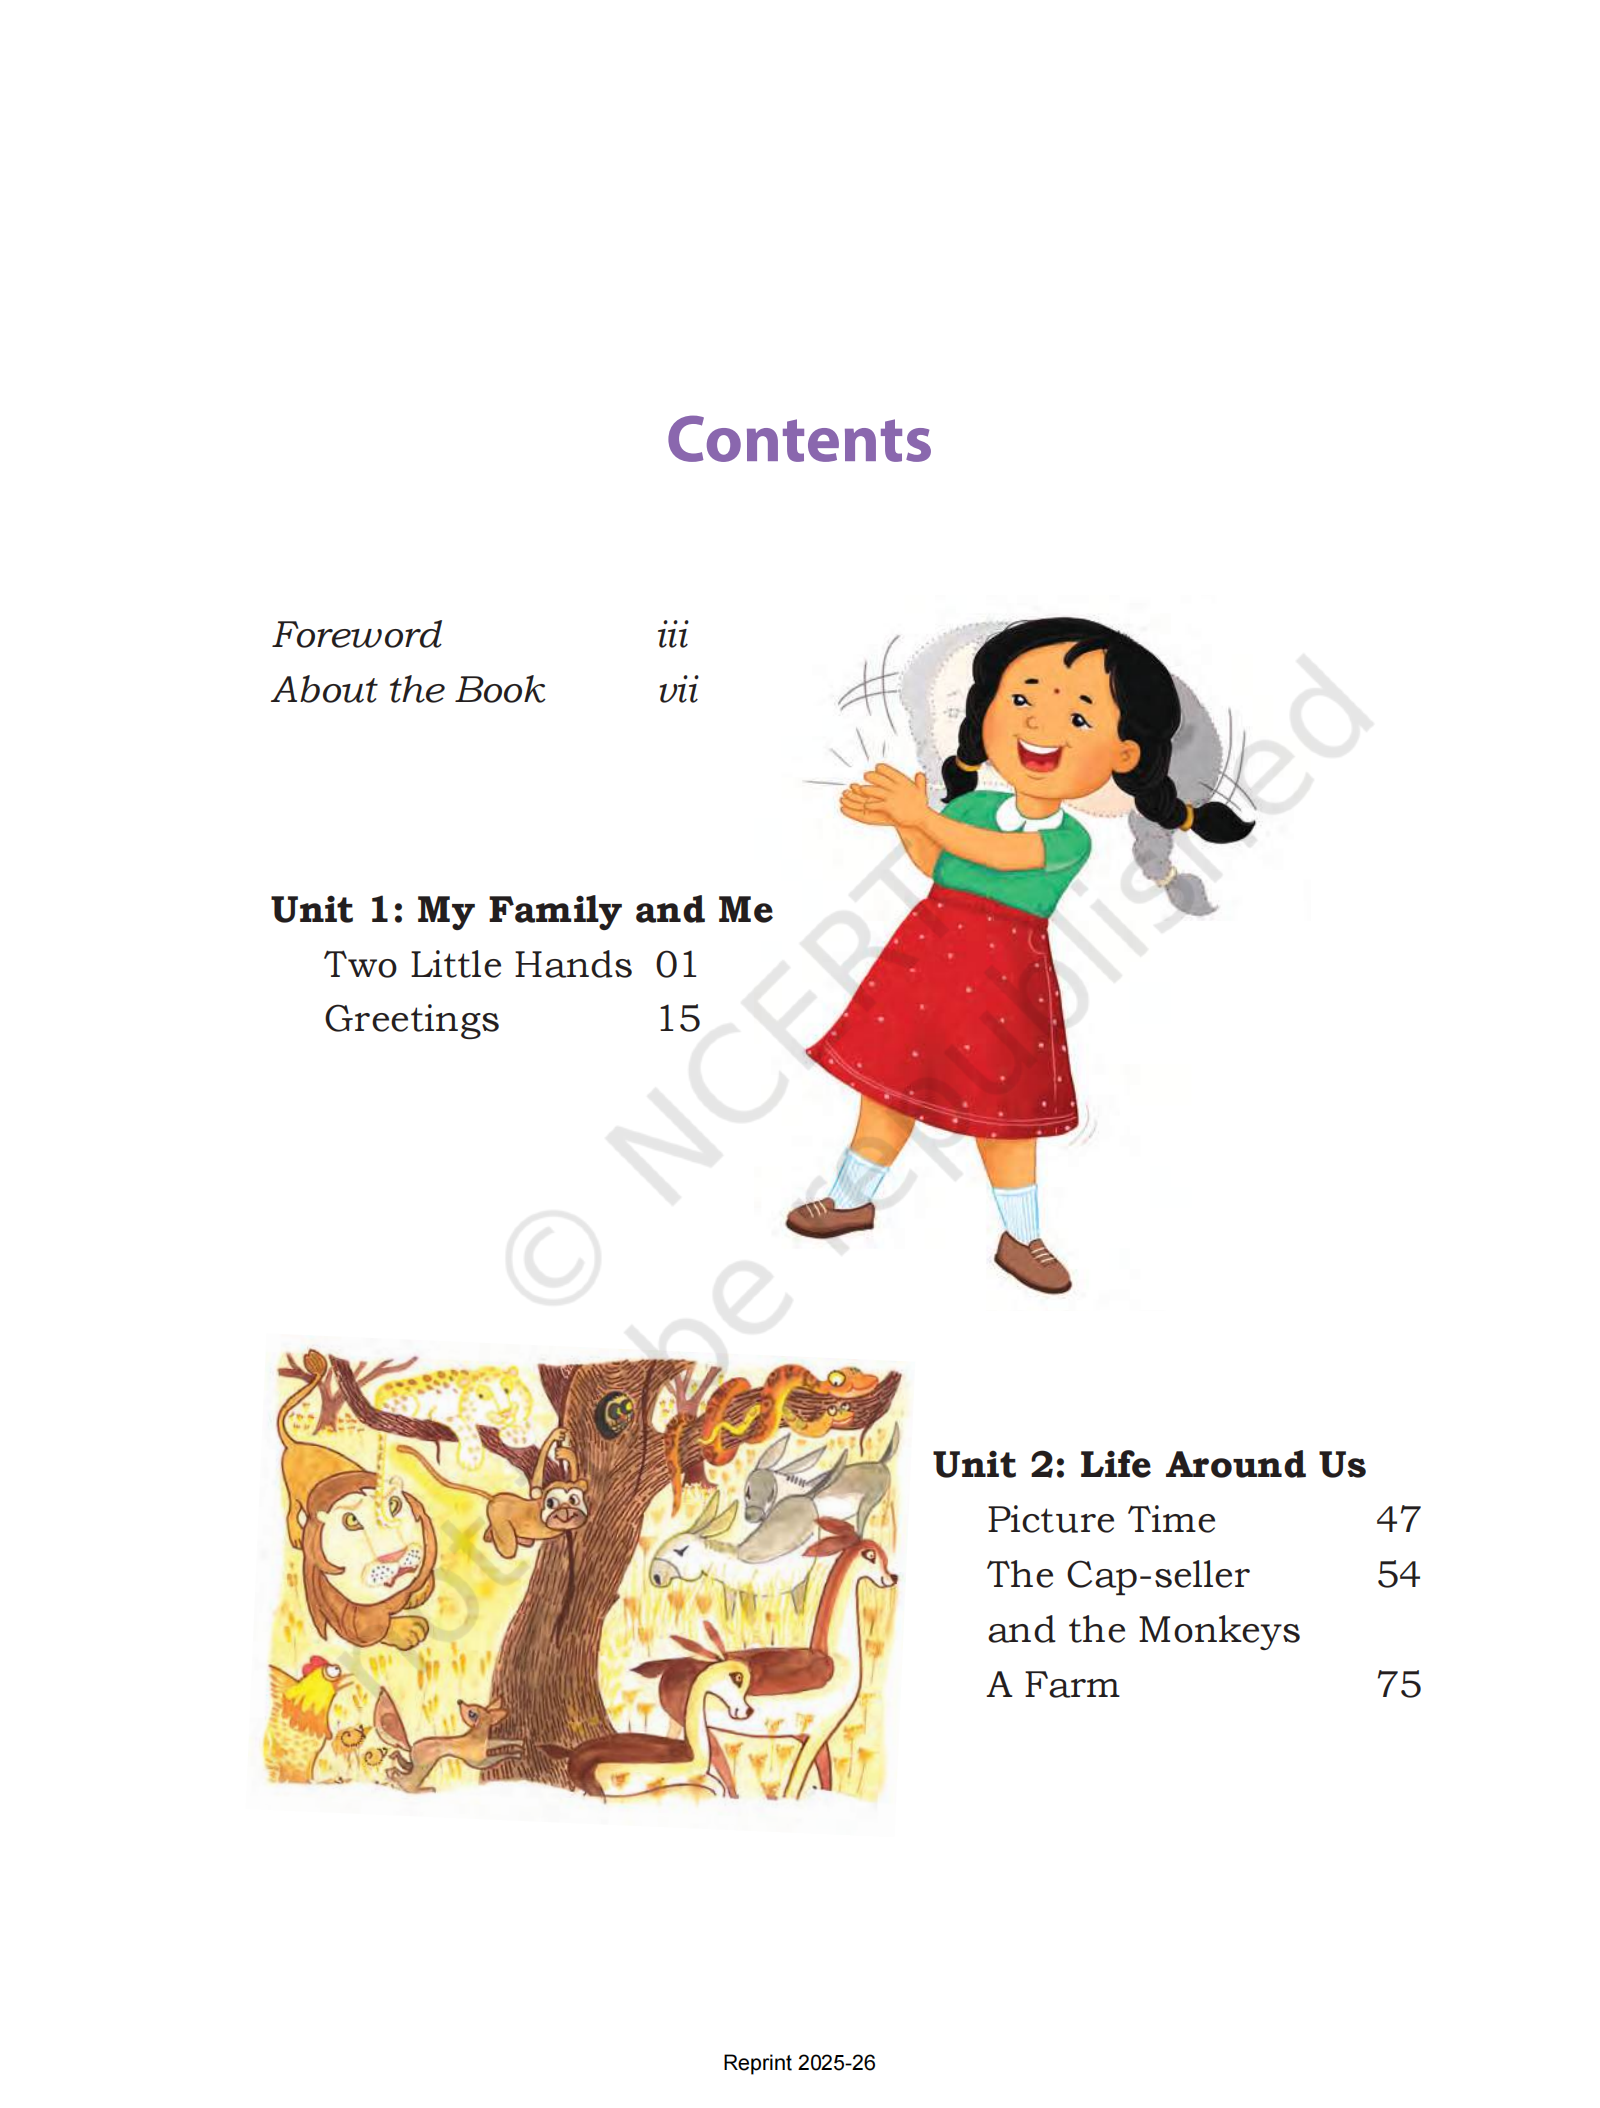 Contents
Foreword iii
About the Book vii
Unit 1: My Family and Me
Two Little Hands 01
Greetings 15
Unit 2: Life Around Us
Picture Time 47
The Cap-seller 54
and the Monkeys
A Farm 75
© NCERT
not be republished
Reprint 2025-26